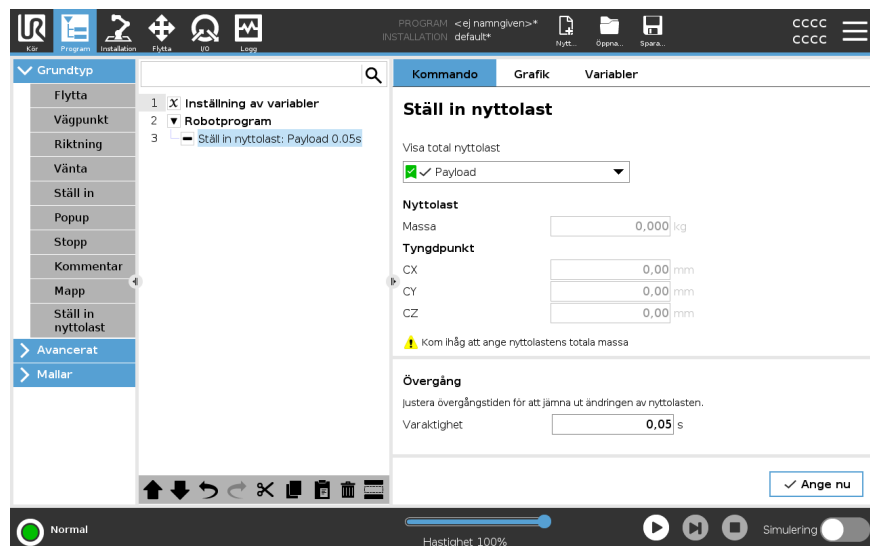 UR
Kör
Program
Installation
Flytta
I/O
Logg
PROGRAM <ej namngiven>*
INSTALLATION default*
Nytt...
Öppna...
Spara...
CCCC
CCCC
Grundtyp
Flytta
Vägpunkt
Riktning
Vänta
Ställ in
Popup
Stopp
Kommentar
Mapp
Ställ in
nyttolast
Avancerat
Mallar
1 X Inställning av variabler
2 Robotprogram
3 Ställ in nyttolast: Payload 0.05s
Kommando Grafik Variabler
Ställ in nyttolast
Visa total nyttolast
Payload
Nyttolast
Massa 0,000 kg
Tyngdpunkt
CX 0,00 mm
CY 0,00 mm
CZ 0,00 mm
Kom ihåg att ange nyttolastens totala massa
Övergång
Justera övergångstiden för att jämna ut ändringen av nyttolasten.
Varaktighet 0,05 s
Ange nu
Normal
Hastighet 100%
Simulering